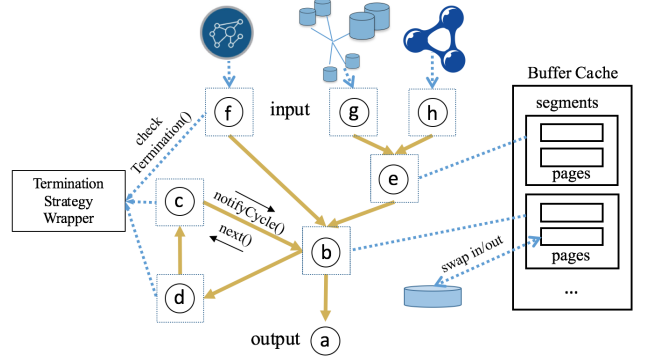 Buffer Cache
segments
f
input
g
h
check
Termination()
pages
e
Termination
Strategy
Wrapper
c
notifyCycle()
next()
b
swap in/out
pages
d
...
output
a